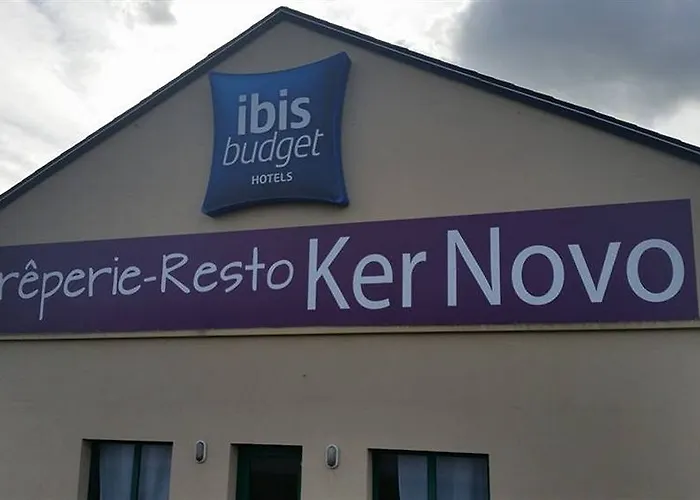 ibis
budget
HOTELS
rêperie-Resto Ker Novo